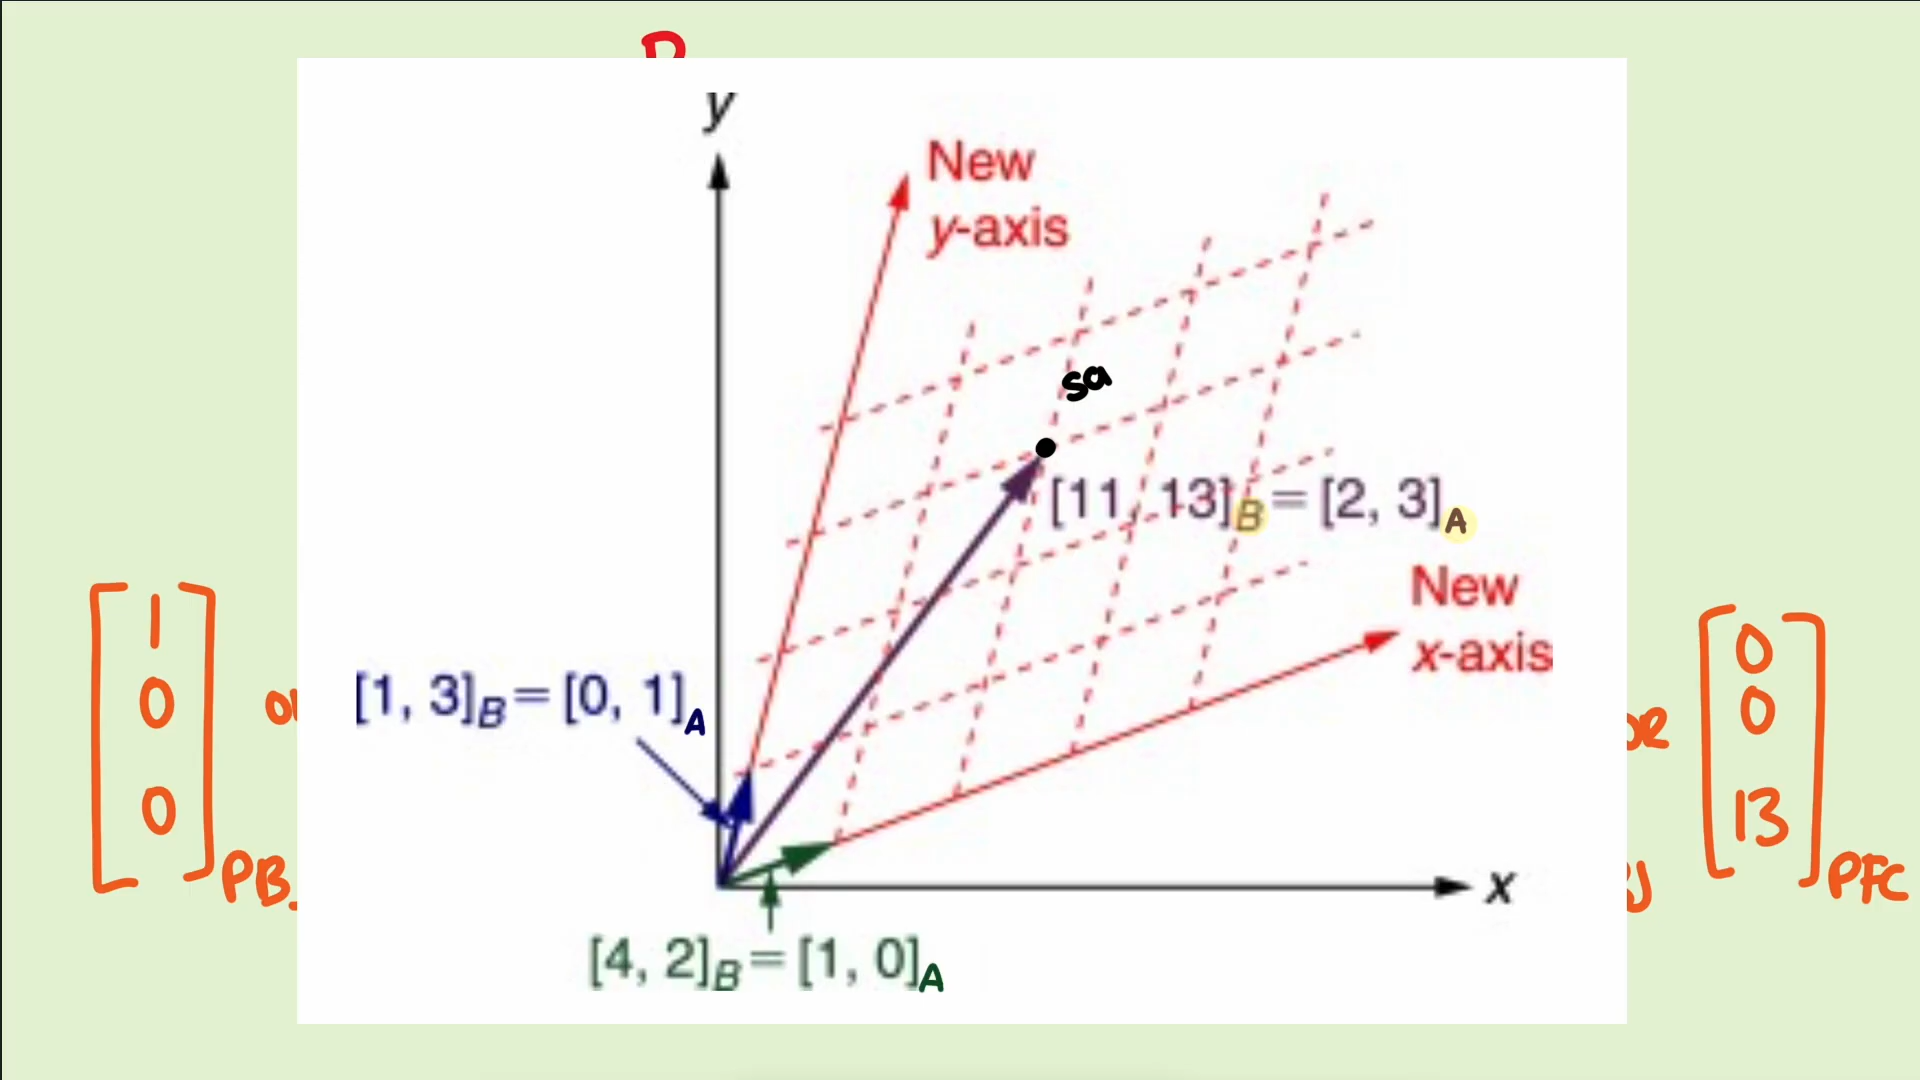 y
New
y-axis
sa
[11, 13]B = [2, 3]A
New
x-axis
[1, 3]B = [0, 1]A
x
[4, 2]B = [1, 0]A
1
0
0
PB
OR
0
0
13
PFC